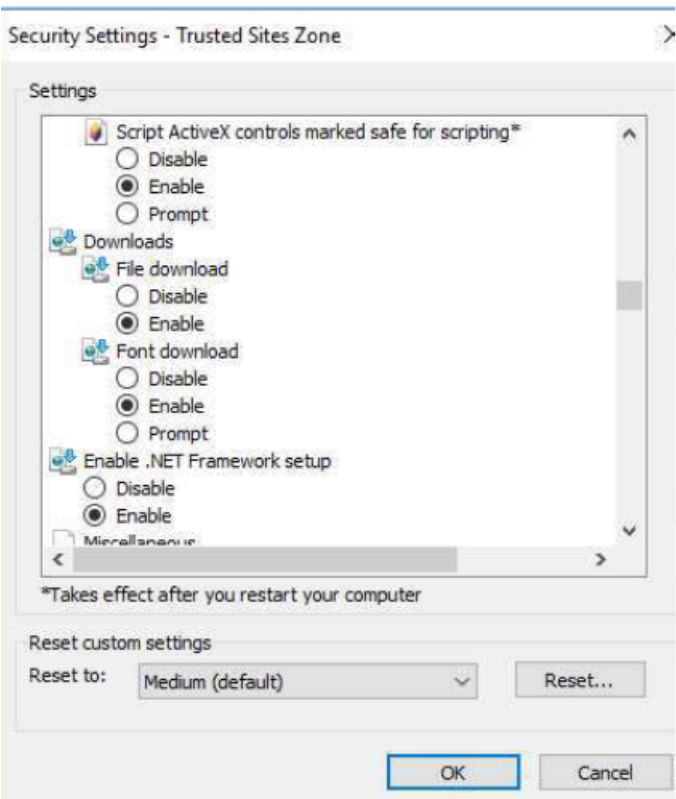 Security Settings - Trusted Sites Zone
Settings
Script ActiveX controls marked safe for scripting*
Disable
Enable
Prompt
Downloads
File download
Disable
Enable
Font download
Disable
Enable
Prompt
Enable .NET Framework setup
Disable
Enable
Miscellaneous
*Takes effect after you restart your computer
Reset custom settings
Reset to: Medium (default) Reset...
OK Cancel